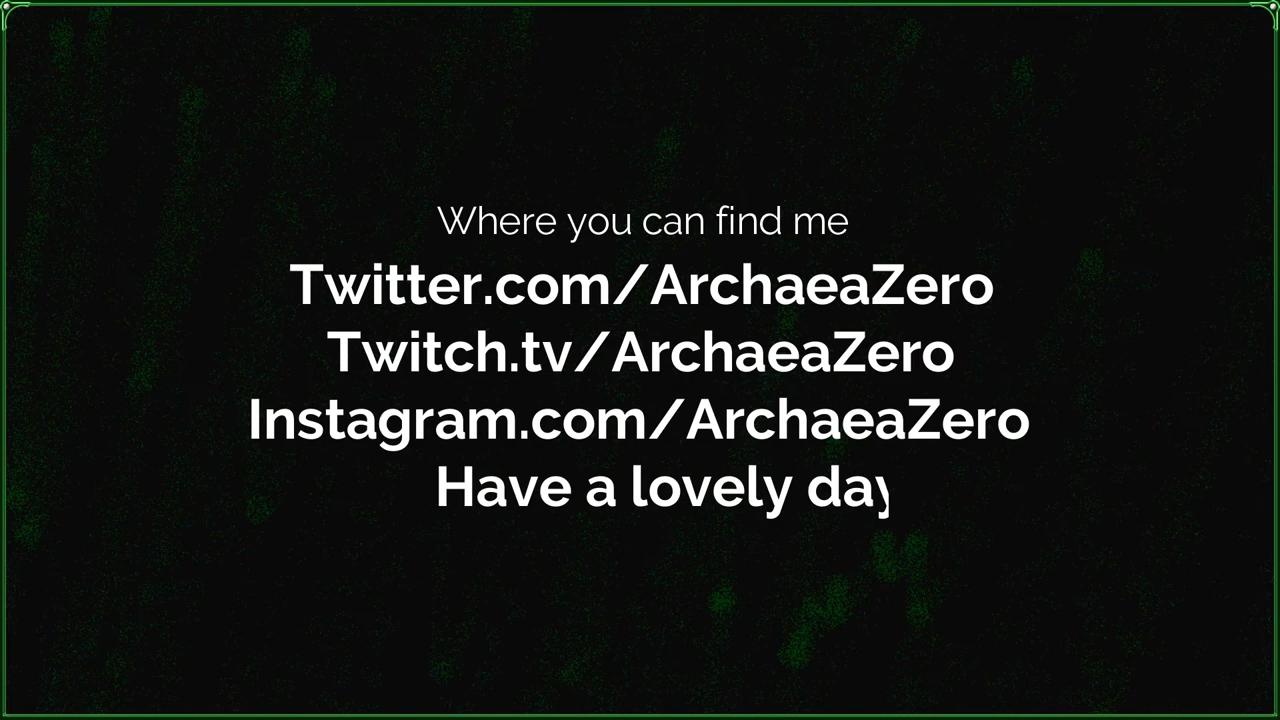 Where you can find me
Twitter.com/ArchaeaZero
Twitch.tv/ArchaeaZero
Instagram.com/ArchaeaZero
Have a lovely day